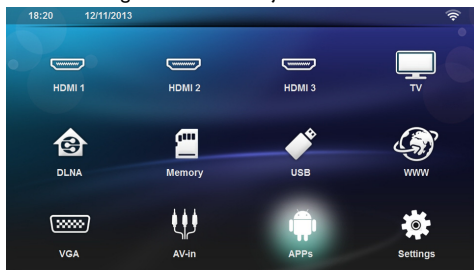 18:20 12/11/2013
HDMI 1 HDMI 2 HDMI 3 TV
DLNA Memory USB WWW
VGA AV-in APPs Settings